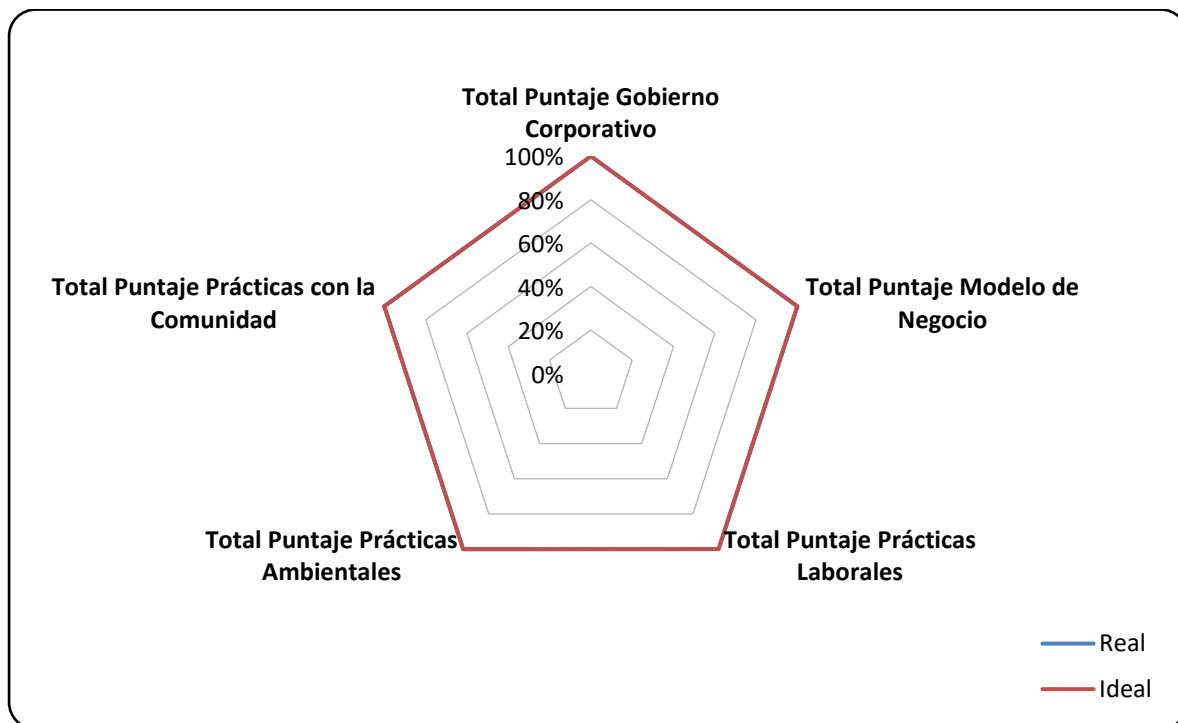 Total Puntaje Gobierno
Corporativo
100%
80%
60%
40%
20%
0%
Total Puntaje Modelo de
Negocio
Total Puntaje Prácticas
Laborales
Total Puntaje Prácticas
Ambientales
Total Puntaje Prácticas con la
Comunidad
Real
Ideal